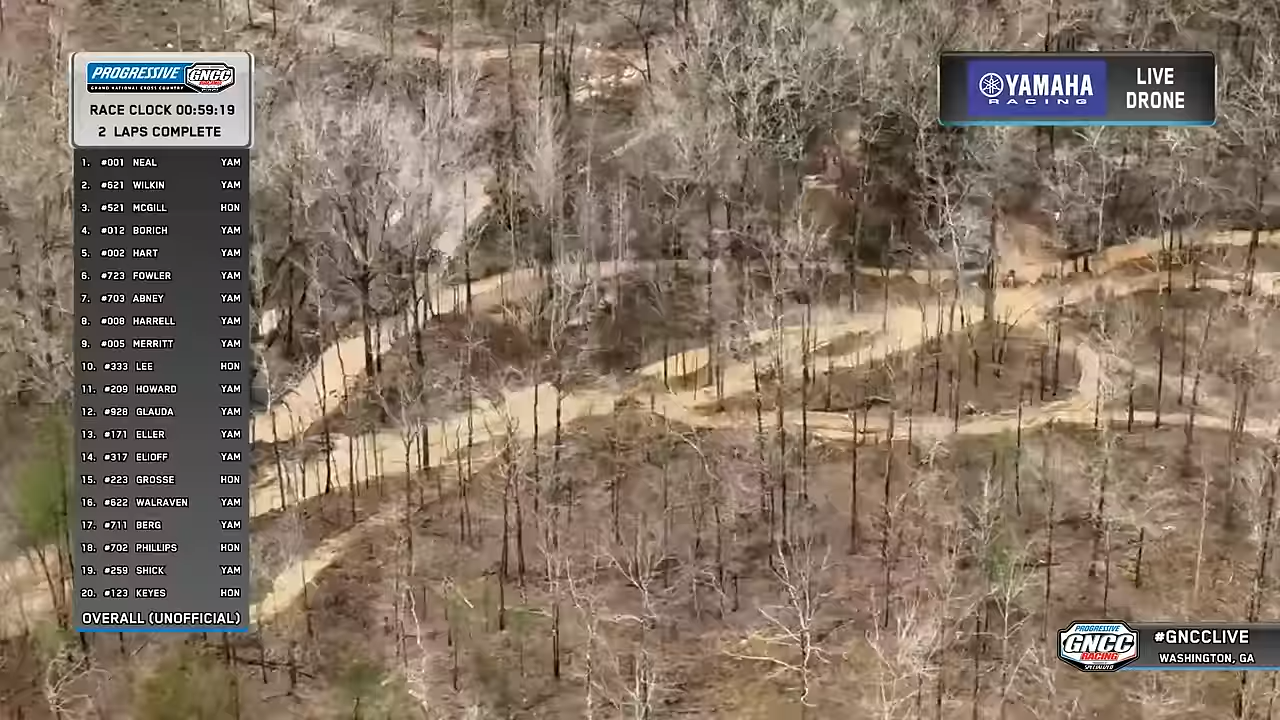 PROGRESSIVE GNCC RACING
GRAND NATIONAL CROSS COUNTRY
RACE CLOCK 00:59:19
2 LAPS COMPLETE
1. #001 NEAL YAM
2. #621 WILKIN YAM
3. #521 MCGILL HON
4. #012 BORICH YAM
5. #002 HART YAM
6. #723 FOWLER YAM
7. #703 ABNEY YAM
8. #008 HARRELL YAM
9. #005 MERRITT YAM
10. #333 LEE HON
11. #209 HOWARD YAM
12. #928 GLAUDA YAM
13. #171 ELLER YAM
14. #317 ELIOFF YAM
15. #223 GROSSE HON
16. #622 WALRAVEN YAM
17. #711 BERG YAM
18. #702 PHILLIPS HON
19. #259 SHICK YAM
20. #123 KEYES HON
OVERALL (UNOFFICIAL)
YAMAHA
RACING
LIVE
DRONE
PROGRESSIVE
GNCC
RACING
SPECIALIZED
#GNCCLIVE
WASHINGTON, GA